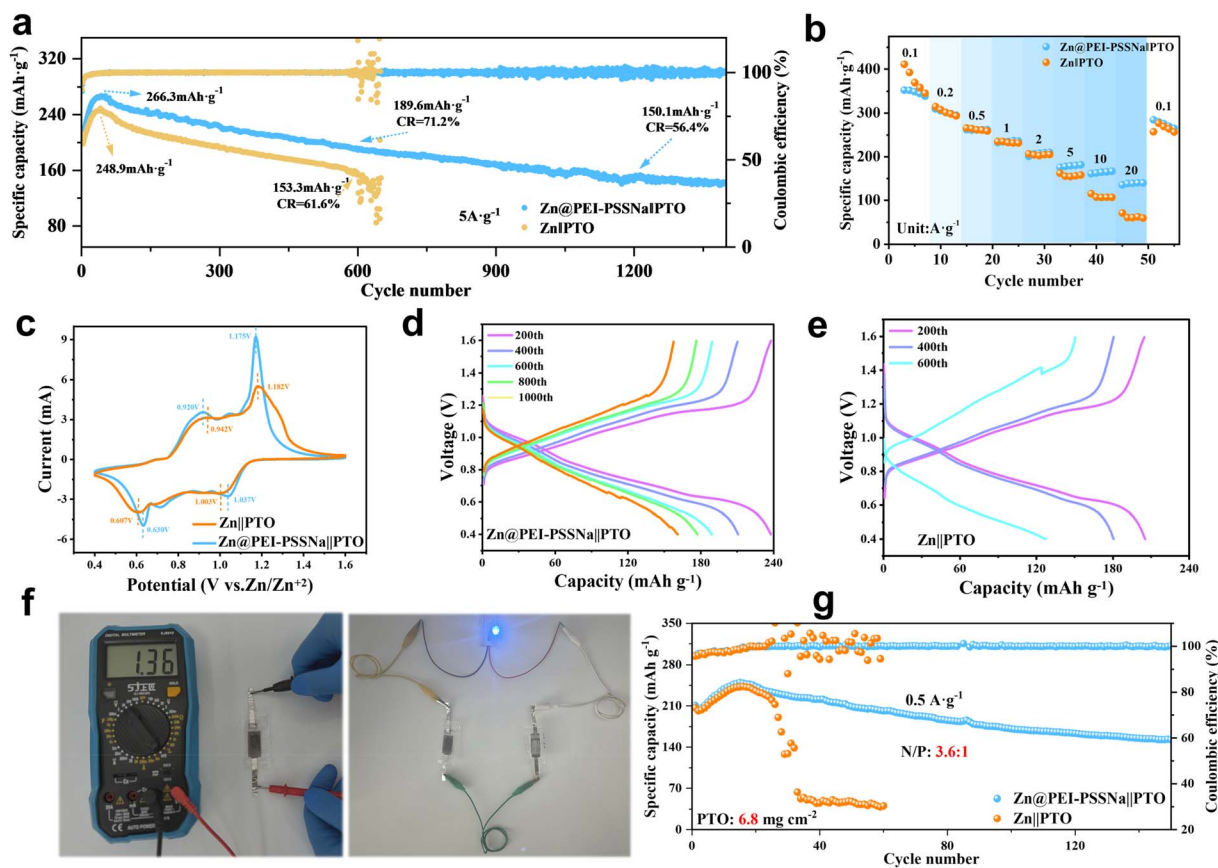 a
Specific capacity (mAh·g-1)
320
240
160
80
266.3mAh·g-1
248.9mAh·g-1
189.6mAh·g-1
CR=71.2%
150.1mAh·g-1
CR=56.4%
153.3mAh·g-1
CR=61.6%
5A·g-1
Zn@PEI-PSSNa||PTO
Zn||PTO
100
50
0
Coulombic efficiency (%)
0 300 600 900 1200
Cycle number
b
Specific capacity (mAh·g-1)
400
300
200
100
0
Zn@PEI-PSSNa||PTO
Zn||PTO
0.1
0.2
0.5
1
2
5
10
20
0.1
Unit:A·g-1
0 10 20 30 40 50
Cycle number
c
Current (mA)
9
6
3
0
-3
-6
1.175V
1.182V
0.920V
0.942V
1.003V
1.037V
0.607V
0.630V
Zn||PTO
Zn@PEI-PSSNa||PTO
0.4 0.6 0.8 1.0 1.2 1.4 1.6
Potential (V vs.Zn/Zn+2)
d
Voltage (V)
1.6
1.4
1.2
1.0
0.8
0.6
0.4
200th
400th
600th
800th
1000th
Zn@PEI-PSSNa||PTO
0 60 120 180 240
Capacity (mAh g-1)
e
Voltage (V)
1.6
1.4
1.2
1.0
0.8
0.6
0.4
200th
400th
600th
Zn||PTO
0 60 120 180 240
Capacity (mAh g-1)
f
DIGITAL MULTIMETER
1.36
AUTO POWER
g
Specific capacity (mAh g-1)
350
280
210
140
70
0
0.5 A·g-1
N/P: 3.6:1
PTO: 6.8 mg cm-2
Zn@PEI-PSSNa||PTO
Zn||PTO
100
80
60
40
20
Coulombic efficiency (%)
0 40 80 120
Cycle number